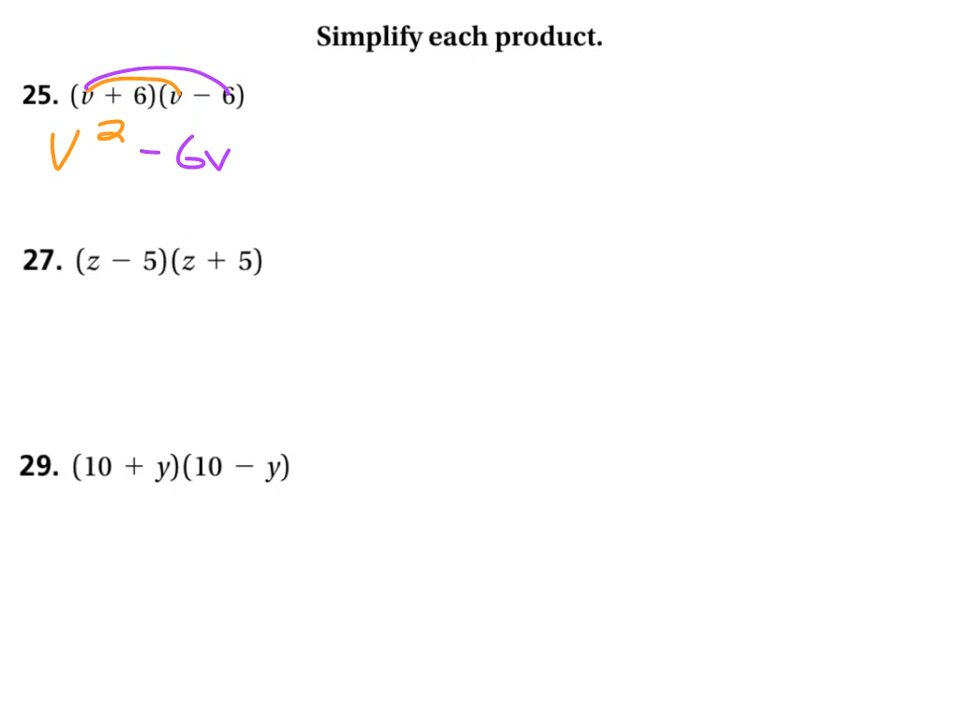 Simplify each product.
25. (v + 6)(v − 6)
v² − 6v
27. (z − 5)(z + 5)
29. (10 + y)(10 − y)